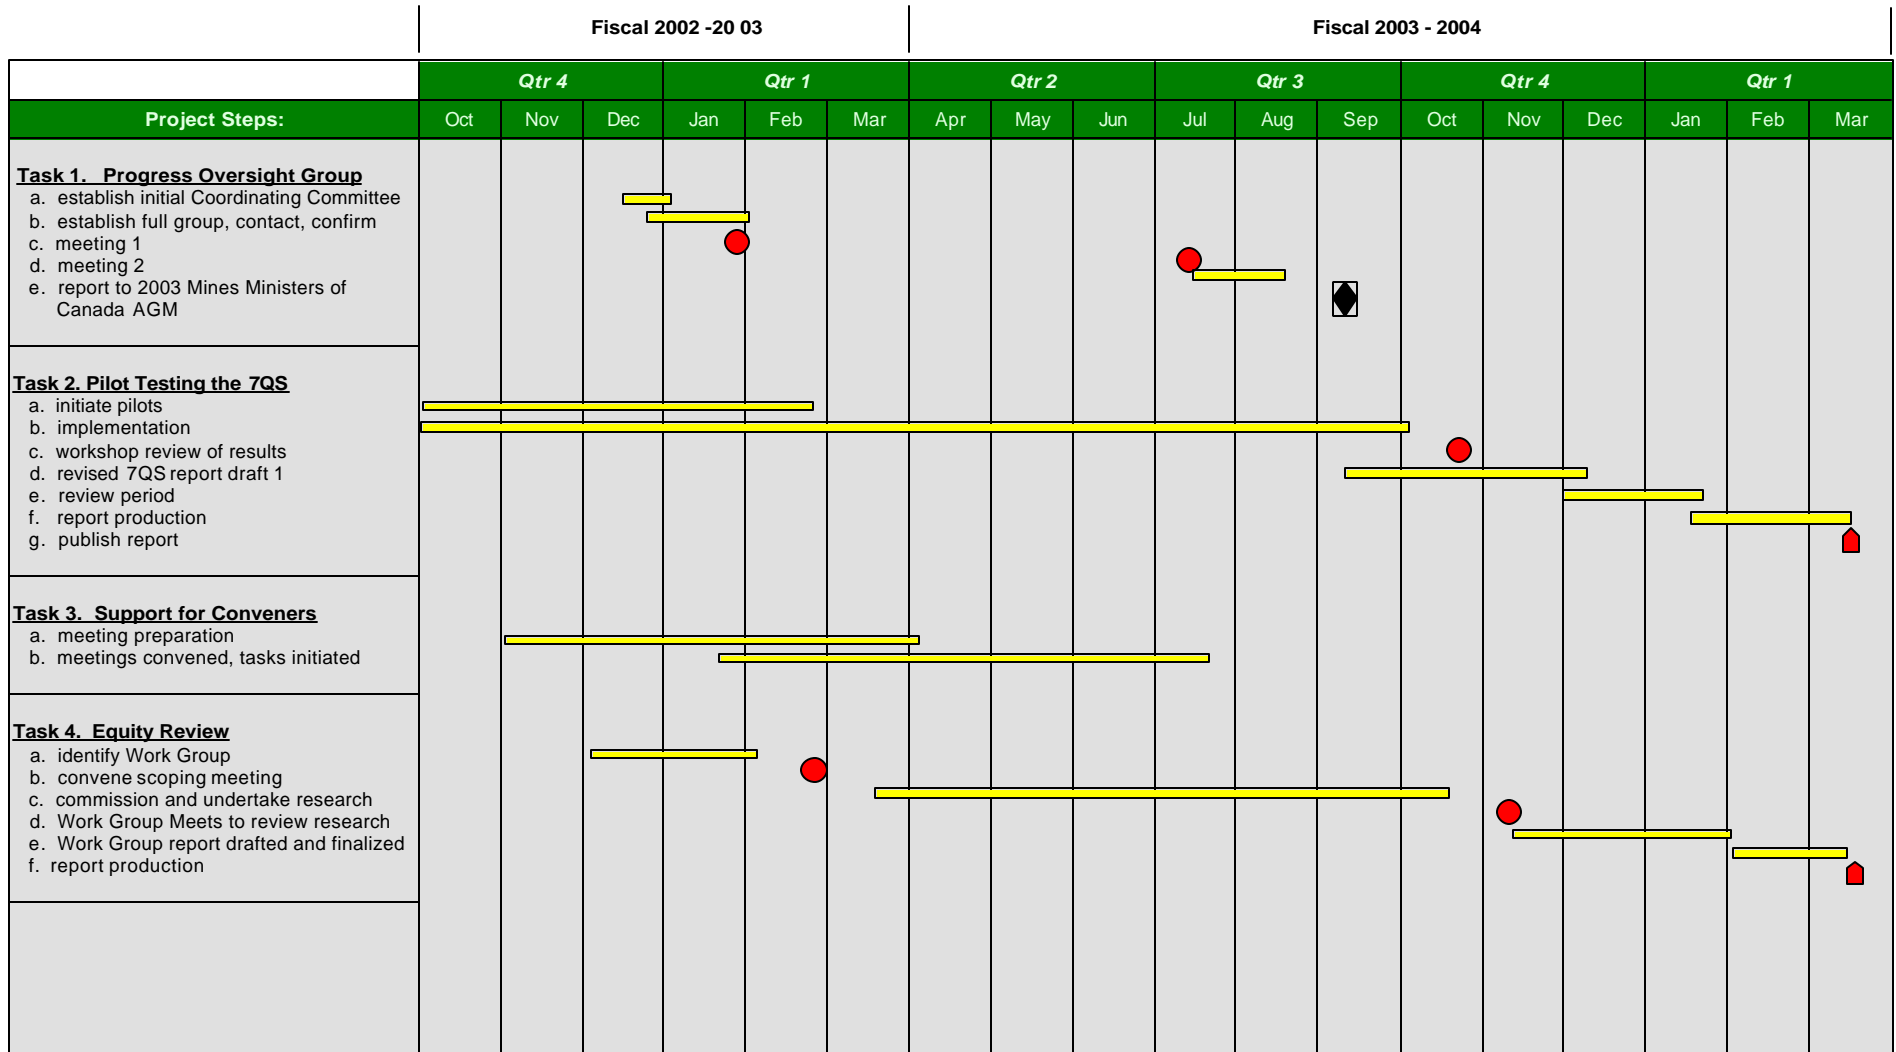 Fiscal 2002 -20 03 Fiscal 2003 - 2004
Qtr 4 Qtr 1 Qtr 2 Qtr 3 Qtr 4 Qtr 1
Project Steps: Oct Nov Dec Jan Feb Mar Apr May Jun Jul Aug Sep Oct Nov Dec Jan Feb Mar
Task 1. Progress Oversight Group
a. establish initial Coordinating Committee
b. establish full group, contact, confirm
c. meeting 1
d. meeting 2
e. report to 2003 Mines Ministers of
Canada AGM
Task 2. Pilot Testing the 7QS
a. initiate pilots
b. implementation
c. workshop review of results
d. revised 7QS report draft 1
e. review period
f. report production
g. publish report
Task 3. Support for Conveners
a. meeting preparation
b. meetings convened, tasks initiated
Task 4. Equity Review
a. identify Work Group
b. convene scoping meeting
c. commission and undertake research
d. Work Group Meets to review research
e. Work Group report drafted and finalized
f. report production